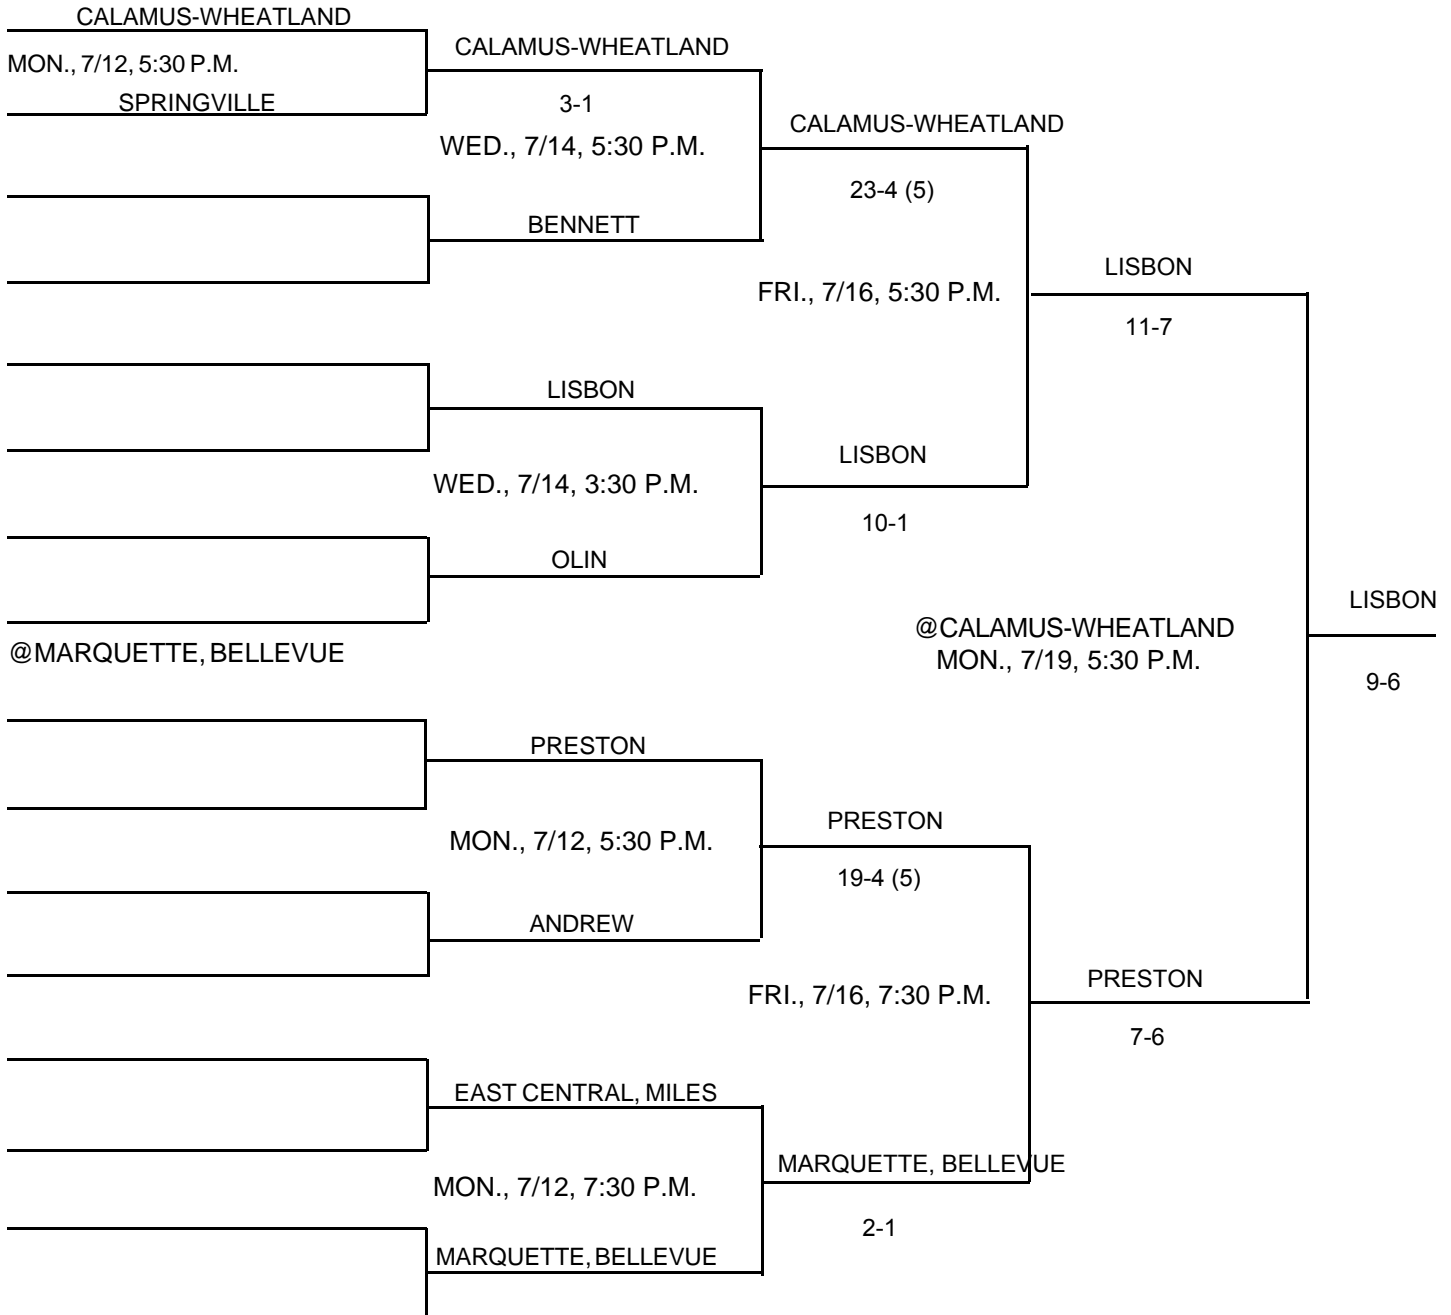 CALAMUS-WHEATLAND
CALAMUS-WHEATLAND
MON., 7/12, 5:30 P.M.
SPRINGVILLE
3-1
CALAMUS-WHEATLAND
WED., 7/14, 5:30 P.M.
23-4 (5)
BENNETT
LISBON
FRI., 7/16, 5:30 P.M.
11-7
LISBON
LISBON
WED., 7/14, 3:30 P.M.
10-1
OLIN
LISBON
@CALAMUS-WHEATLAND
@MARQUETTE, BELLEVUE
MON., 7/19, 5:30 P.M.
9-6
PRESTON
PRESTON
MON., 7/12, 5:30 P.M.
19-4 (5)
ANDREW
PRESTON
FRI., 7/16, 7:30 P.M.
7-6
EAST CENTRAL, MILES
MARQUETTE, BELLEVUE
MON., 7/12, 7:30 P.M.
2-1
MARQUETTE, BELLEVUE